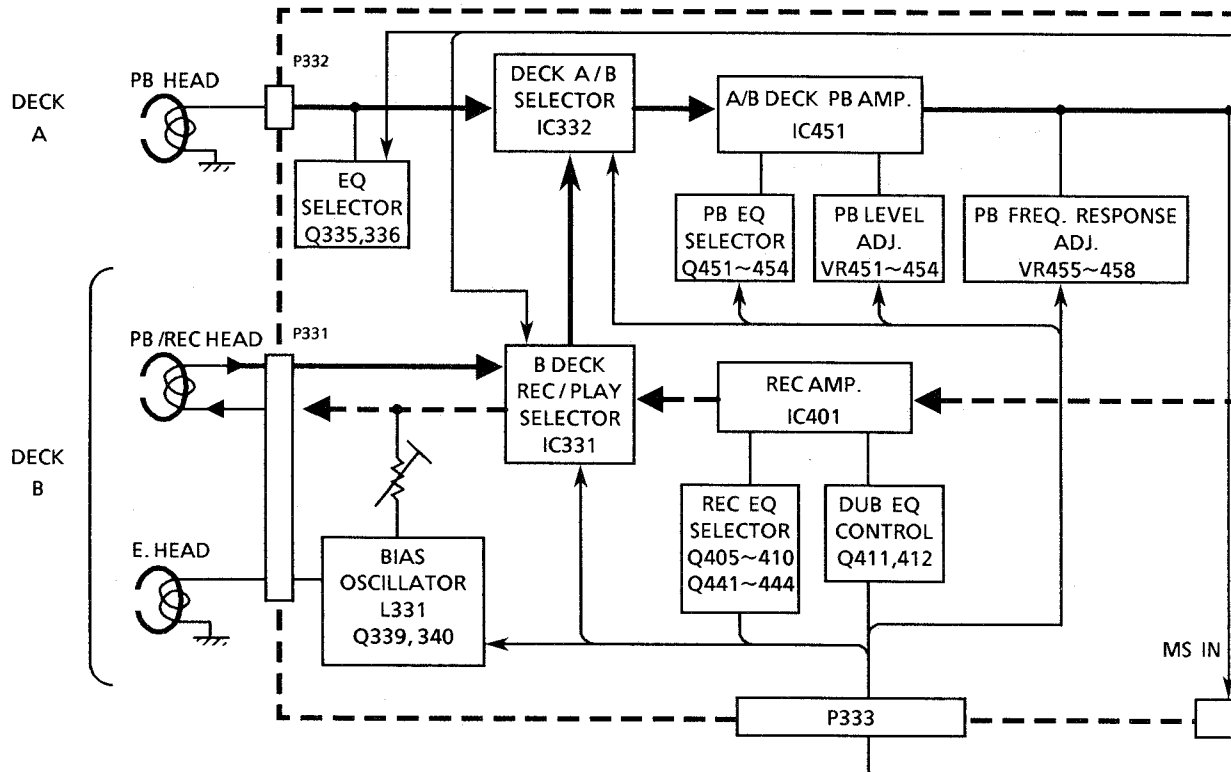 DECK
A
PB HEAD
P332
DECK A/B
SELECTOR
IC332
A/B DECK PB AMP.
IC451
EQ
SELECTOR
Q335,336
PB EQ
SELECTOR
Q451~454
PB LEVEL
ADJ.
VR451~454
PB FREQ. RESPONSE
ADJ.
VR455~458
DECK
B
PB/REC HEAD
P331
B DECK
REC/PLAY
SELECTOR
IC331
REC AMP.
IC401
REC EQ
SELECTOR
Q405~410
Q441~444
DUB EQ
CONTROL
Q411,412
E. HEAD
BIAS
OSCILLATOR
L331
Q339, 340
MS IN
P333